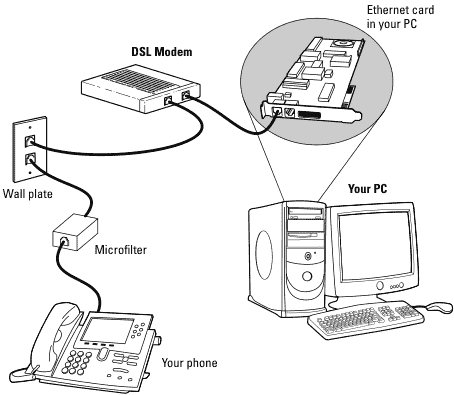 Ethernet card
in your PC
DSL Modem
Wall plate
Your PC
Microfilter
Your phone